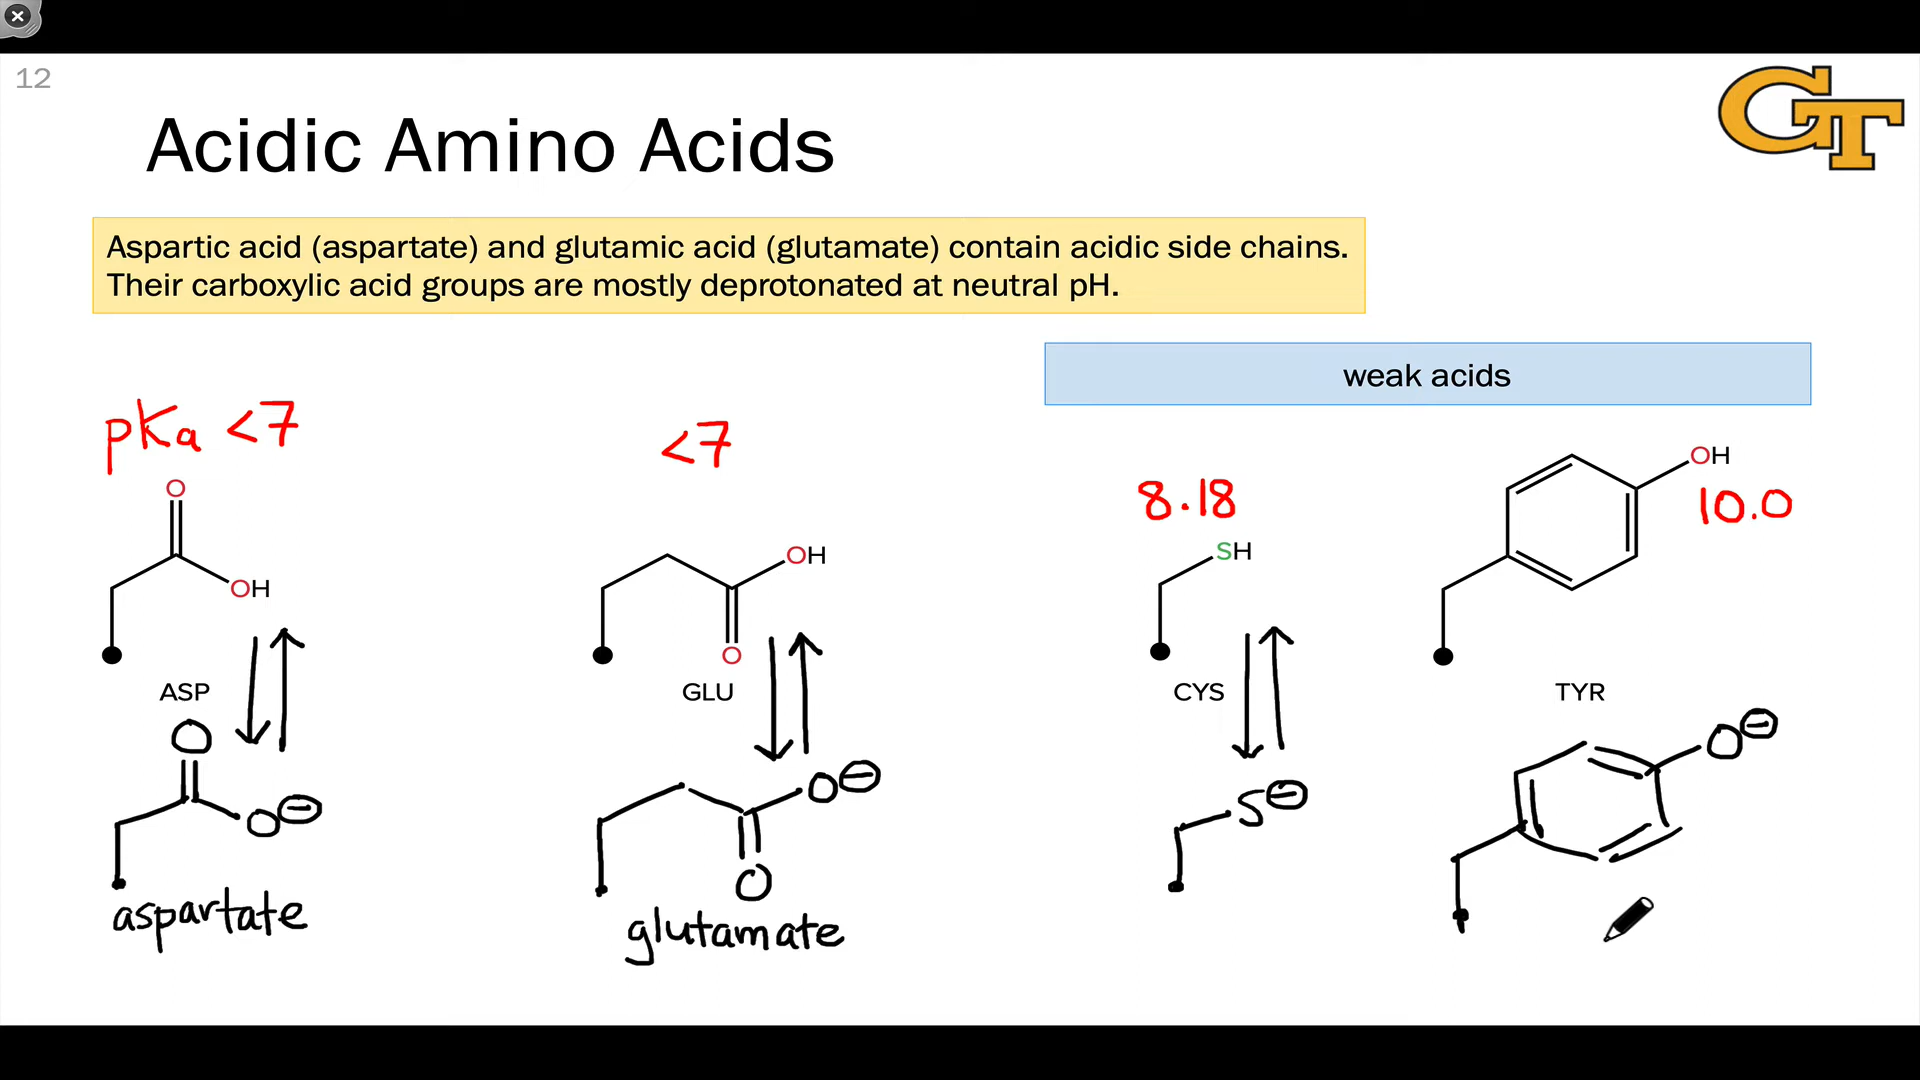 12
GT
Acidic Amino Acids
Aspartic acid (aspartate) and glutamic acid (glutamate) contain acidic side chains.
Their carboxylic acid groups are mostly deprotonated at neutral pH.
weak acids
pKa <7
<7
8.18
10.0
O
OH
OH
O
SH
OH
ASP
GLU
CYS
TYR
O
O⊖
O⊖
O
S⊖
O⊖
aspartate
glutamate